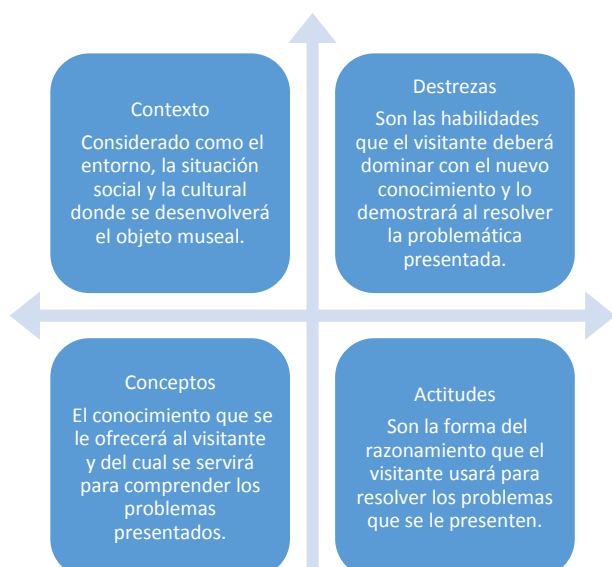 Contexto
Considerado como el
entorno, la situación
social y la cultural
donde se desenvolverá
el objeto museal.
Destrezas
Son las habilidades
que el visitante deberá
dominar con el nuevo
conocimiento y lo
demostrará al resolver
la problemática
presentada.
Conceptos
El conocimiento que se
le ofrecerá al visitante
y del cual se servirá
para comprender los
problemas
presentados.
Actitudes
Son la forma del
razonamiento que el
visitante usará para
resolver los problemas
que se le presenten.